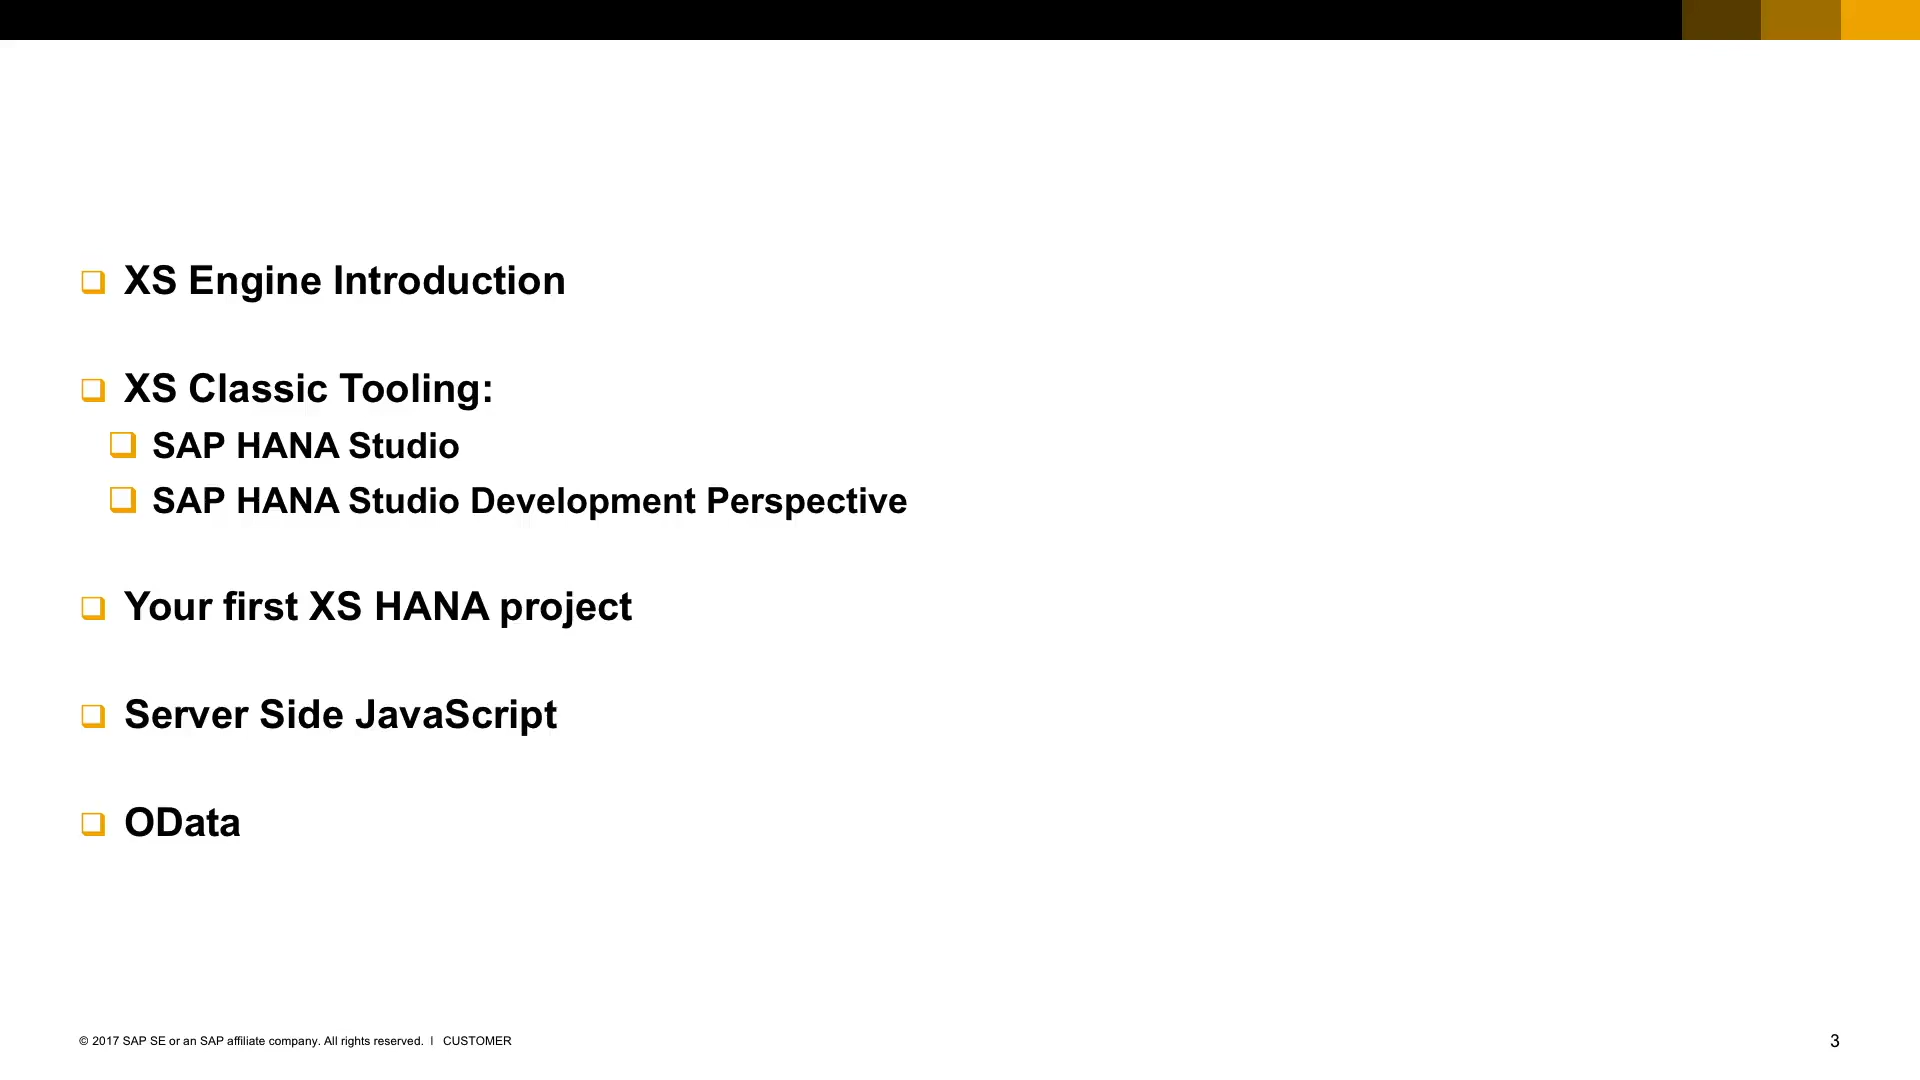 XS Engine Introduction
XS Classic Tooling:
SAP HANA Studio
SAP HANA Studio Development Perspective
Your first XS HANA project
Server Side JavaScript
OData
© 2017 SAP SE or an SAP affiliate company. All rights reserved. | CUSTOMER
3